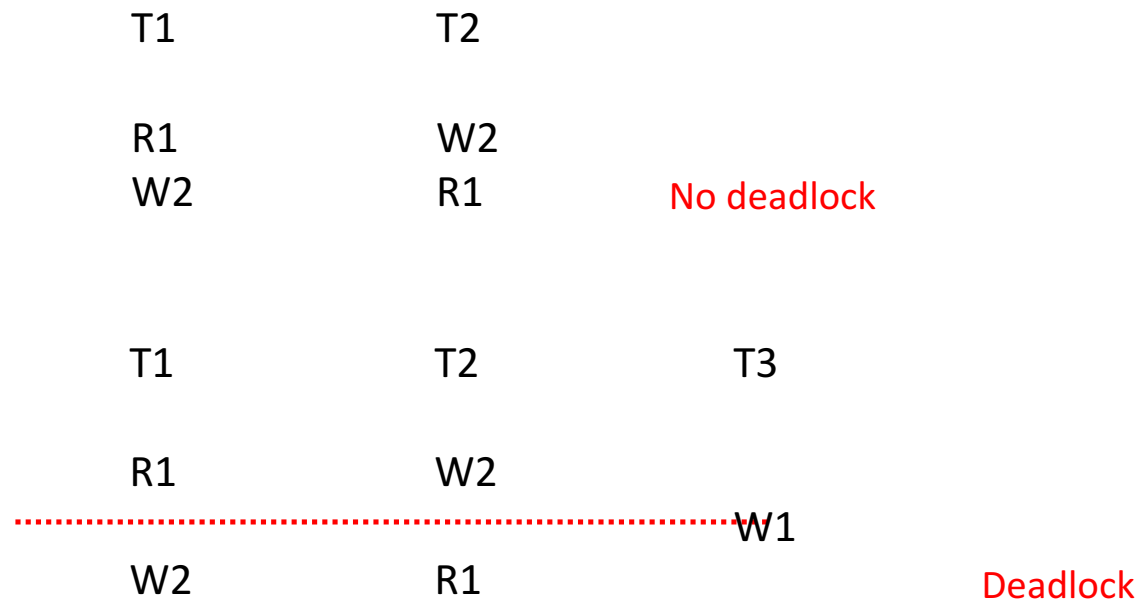 T1 T2
R1 W2
W2 R1 No deadlock
T1 T2 T3
R1 W2
W1
W2 R1 Deadlock